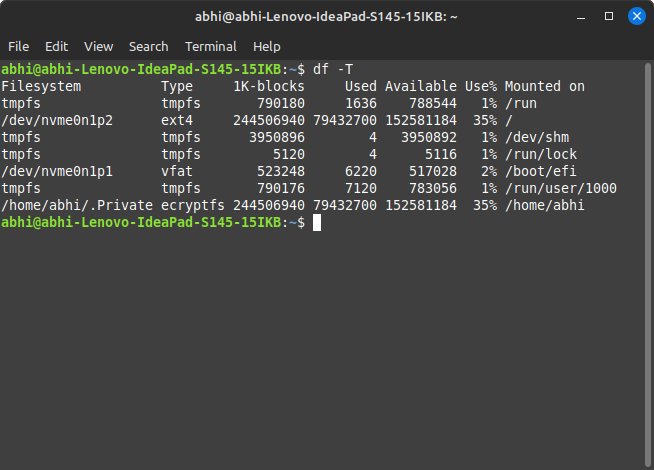 abhi@abhi-Lenovo-IdeaPad-S145-15IKB: ~
File Edit View Search Terminal Help
abhi@abhi-Lenovo-IdeaPad-S145-15IKB:~$ df -T
Filesystem           Type     1K-blocks     Used Available Use% Mounted on
tmpfs                tmpfs       790180     1636    788544   1% /run
/dev/nvme0n1p2       ext4     244506940 79432700 152581184  35% /
tmpfs                tmpfs      3950896        4   3950892   1% /dev/shm
tmpfs                tmpfs         5120        4      5116   1% /run/lock
/dev/nvme0n1p1       vfat        523248     6220    517028   2% /boot/efi
tmpfs                tmpfs       790176     7120    783056   1% /run/user/1000
/home/abhi/.Private ecryptfs 244506940 79432700 152581184  35% /home/abhi
abhi@abhi-Lenovo-IdeaPad-S145-15IKB:~$